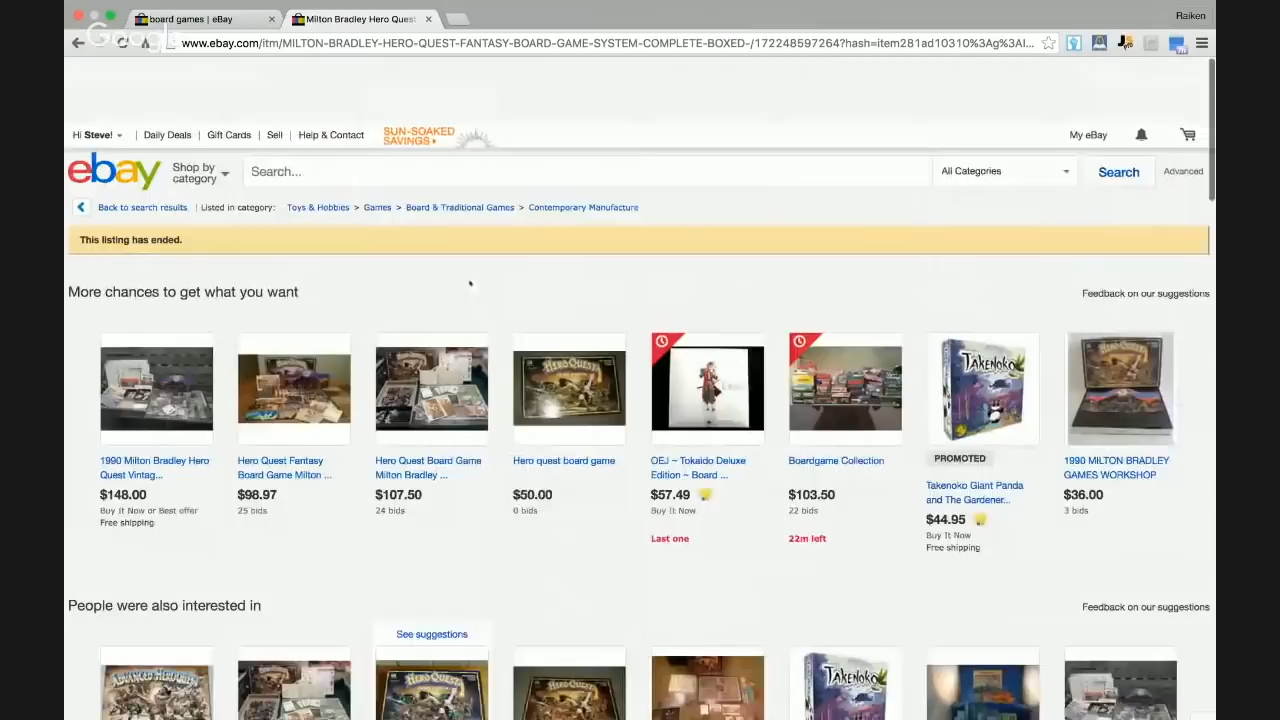 board games | eBay
Milton Bradley Hero Quest
Raiken
Google
www.ebay.com/itm/MILTON-BRADLEY-HERO-QUEST-FANTASY-BOARD-GAME-SYSTEM-COMPLETE-BOXED-/172248597264?hash=item281ad10310%3Ag%3AI...
Hi Steve!
Daily Deals
Gift Cards
Sell
Help & Contact
SUN-SOAKED
SAVINGS
My eBay
ebay
Shop by
category
Search...
All Categories
Search
Advanced
Back to search results
Listed in category:
Toys & Hobbies > Games > Board & Traditional Games > Contemporary Manufacture
This listing has ended.
More chances to get what you want
Feedback on our suggestions
HEROQUEST
TAKENOKO
1990 Milton Bradley Hero
Quest Vintag...
$148.00
Buy It Now or Best offer
Free shipping
Hero Quest Fantasy
Board Game Milton ...
$98.97
25 bids
Hero Quest Board Game
Milton Bradley ...
$107.50
24 bids
Hero quest board game
$50.00
0 bids
OEJ ~ Tokaido Deluxe
Edition ~ Board ...
$57.49
Buy It Now
Last one
Boardgame Collection
$103.50
22 bids
22m left
PROMOTED
Takenoko Giant Panda
and The Gardener...
$44.95
Buy It Now
Free shipping
1990 MILTON BRADLEY
GAMES WORKSHOP
$36.00
3 bids
People were also interested in
Feedback on our suggestions
See suggestions
ADVANCED HEROQUEST
HEROQUEST
HEROQUEST
TAKENOKO